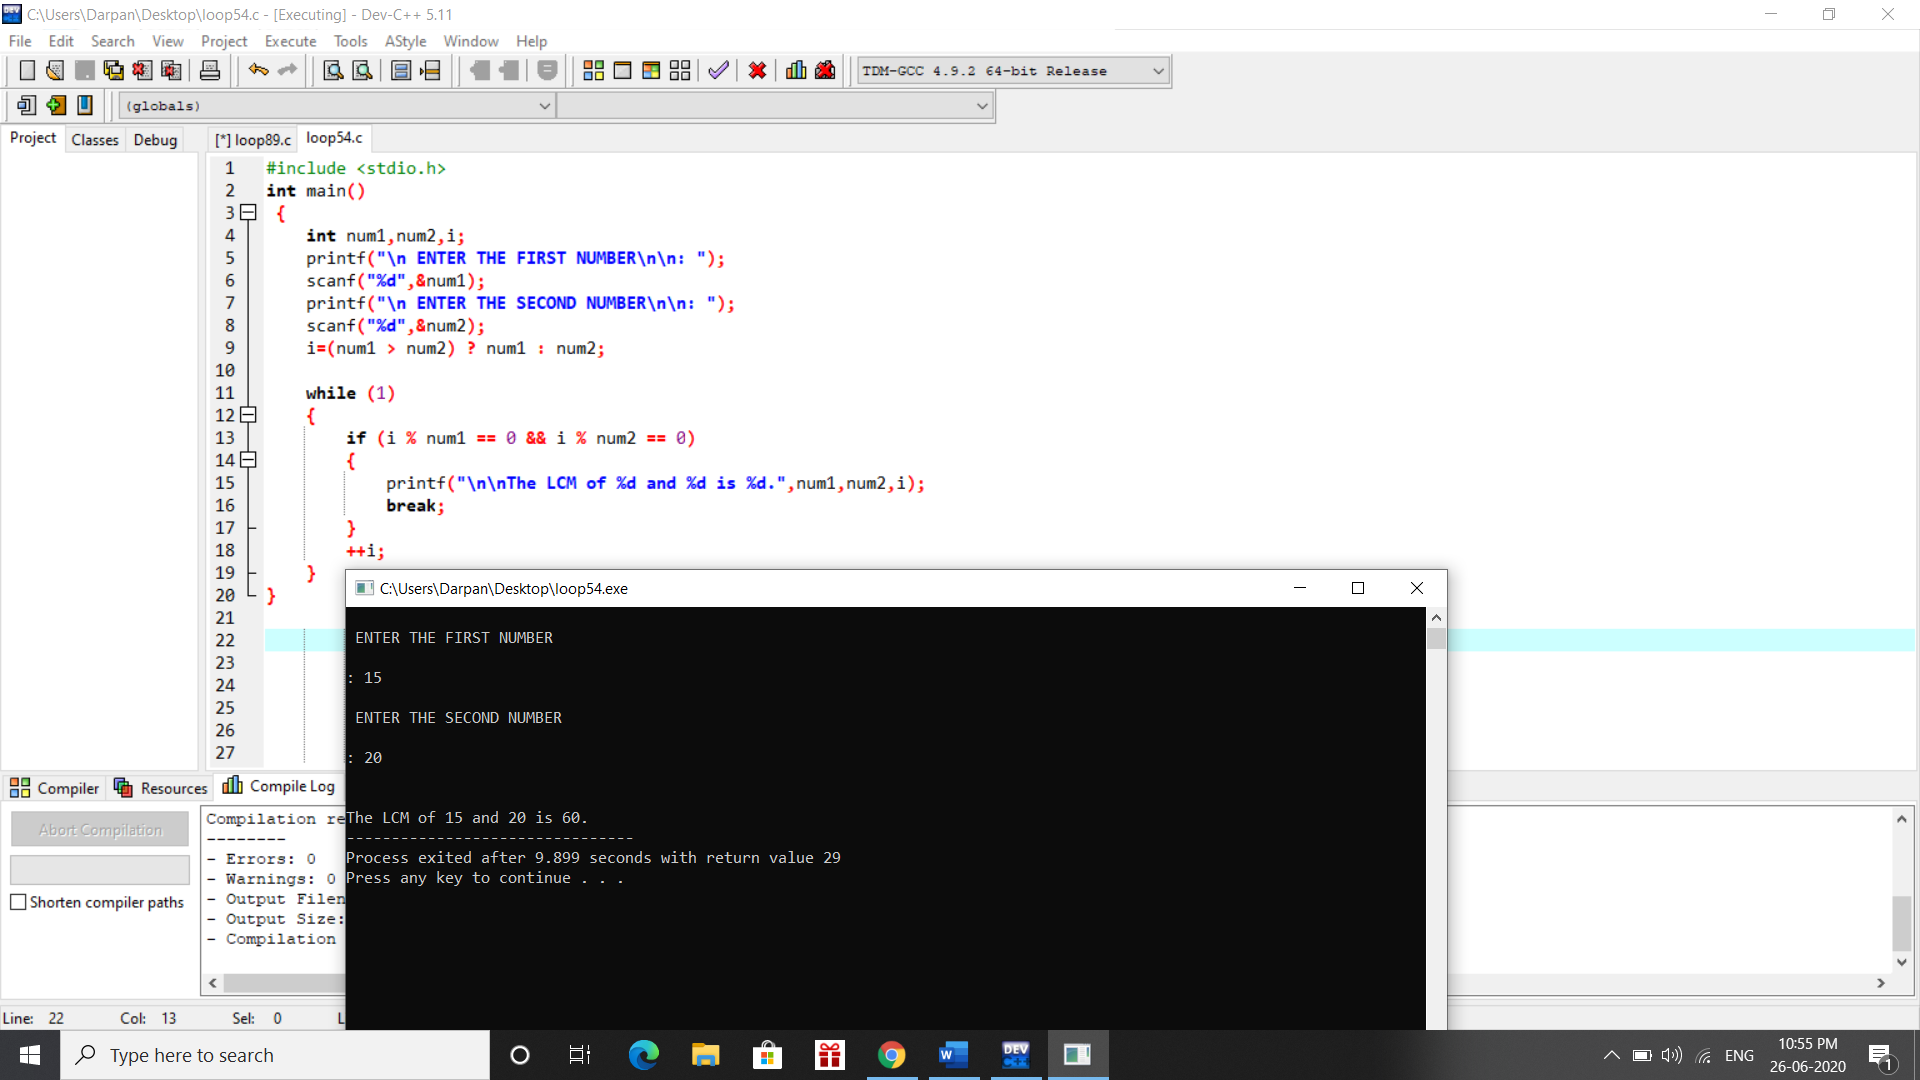 C:\Users\Darpan\Desktop\loop54.c - [Executing] - Dev-C++ 5.11
File Edit Search View Project Execute Tools AStyle Window Help
TDM-GCC 4.9.2 64-bit Release
(globals)
Project Classes Debug [*] loop89.c loop54.c
1 #include <stdio.h>
2 int main()
3 {
4 int num1,num2,i;
5 printf("\n ENTER THE FIRST NUMBER\n\n: ");
6 scanf("%d",&num1);
7 printf("\n ENTER THE SECOND NUMBER\n\n: ");
8 scanf("%d",&num2);
9 i=(num1 > num2) ? num1 : num2;
10
11 while (1)
12 {
13 if (i % num1 == 0 && i % num2 == 0)
14 {
15 printf("\n\nThe LCM of %d and %d is %d.",num1,num2,i);
16 break;
17 }
18 ++i;
19 }
20 }
21
22
23
24
25
26
27
C:\Users\Darpan\Desktop\loop54.exe
ENTER THE FIRST NUMBER
: 15
ENTER THE SECOND NUMBER
: 20
The LCM of 15 and 20 is 60.
--------------------------------
Process exited after 9.899 seconds with return value 29
Press any key to continue . . .
Compiler Resources Compile Log
Abort Compilation
Shorten compiler paths
Compilation re
--------
- Errors: 0
- Warnings: 0
- Output Filen
- Output Size:
- Compilation
Line: 22 Col: 13 Sel: 0 L
Type here to search
DEV C++
ENG
10:55 PM
26-06-2020
1